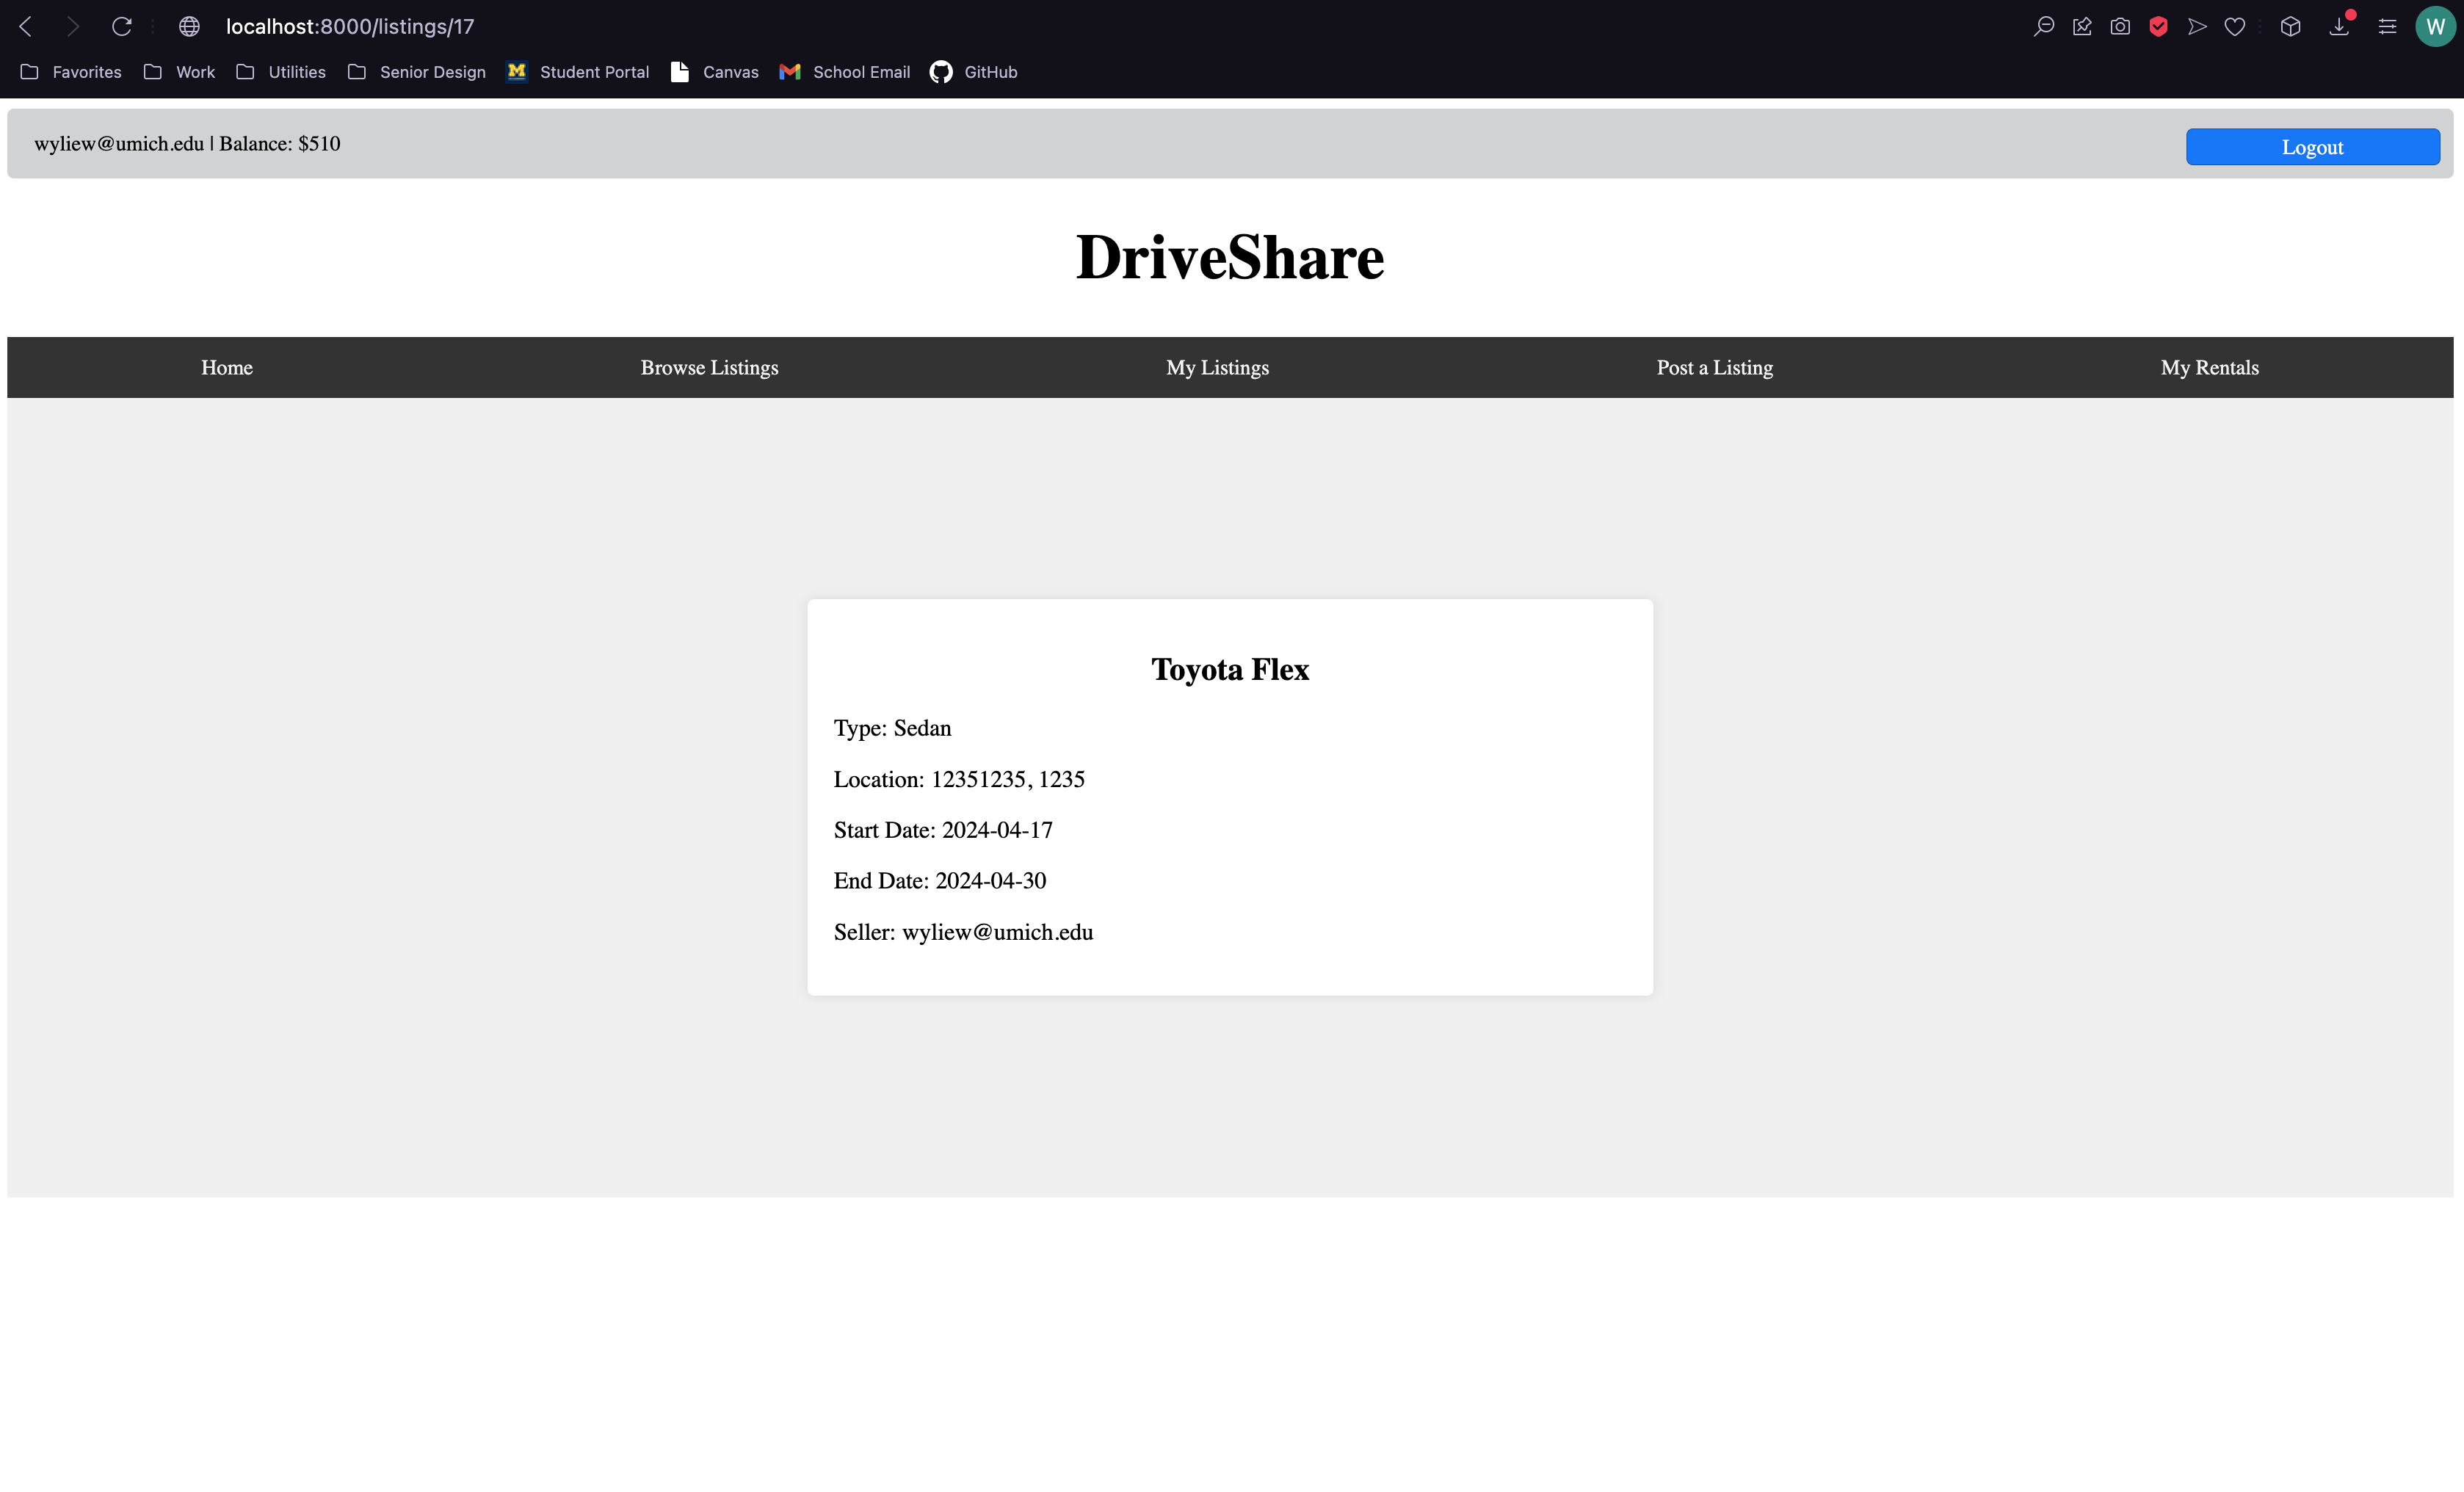 localhost:8000/listings/17
W
Favorites Work Utilities Senior Design M Student Portal Canvas School Email GitHub
wyliew@umich.edu | Balance: $510 Logout
DriveShare
Home Browse Listings My Listings Post a Listing My Rentals
Toyota Flex
Type: Sedan
Location: 12351235, 1235
Start Date: 2024-04-17
End Date: 2024-04-30
Seller: wyliew@umich.edu